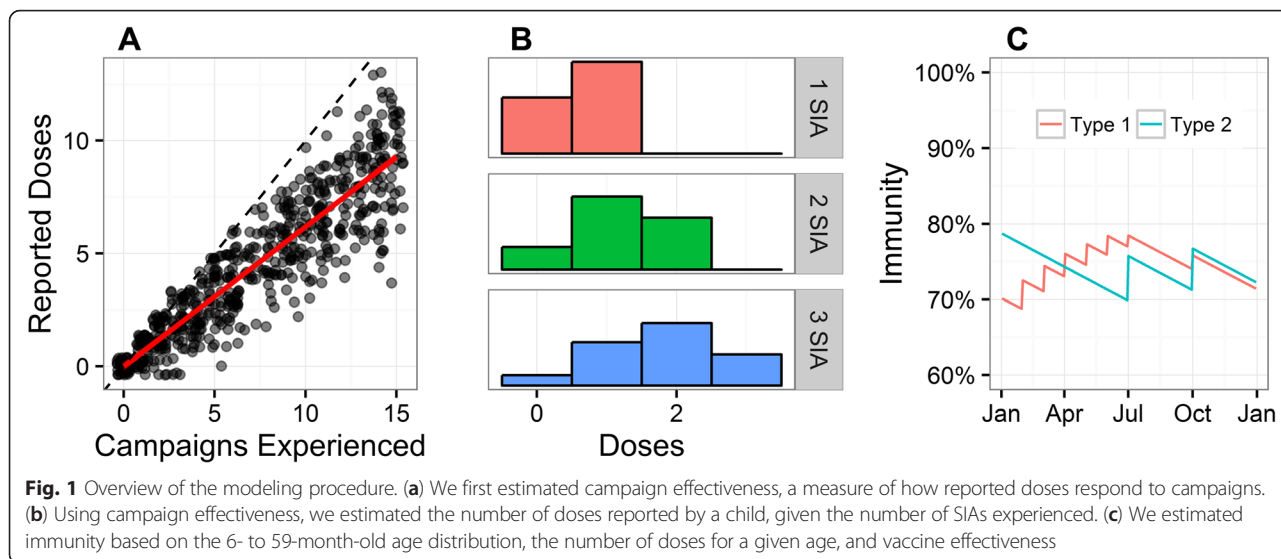 A
Reported Doses
10
5
0
0 5 10 15
Campaigns Experienced
B
1 SIA
2 SIA
3 SIA
0 2
Doses
C
Immunity
100%
90%
80%
70%
60%
Type 1 Type 2
Jan Apr Jul Oct Jan
Fig. 1 Overview of the modeling procedure. (a) We first estimated campaign effectiveness, a measure of how reported doses respond to campaigns.
(b) Using campaign effectiveness, we estimated the number of doses reported by a child, given the number of SIAs experienced. (c) We estimated
immunity based on the 6- to 59-month-old age distribution, the number of doses for a given age, and vaccine effectiveness